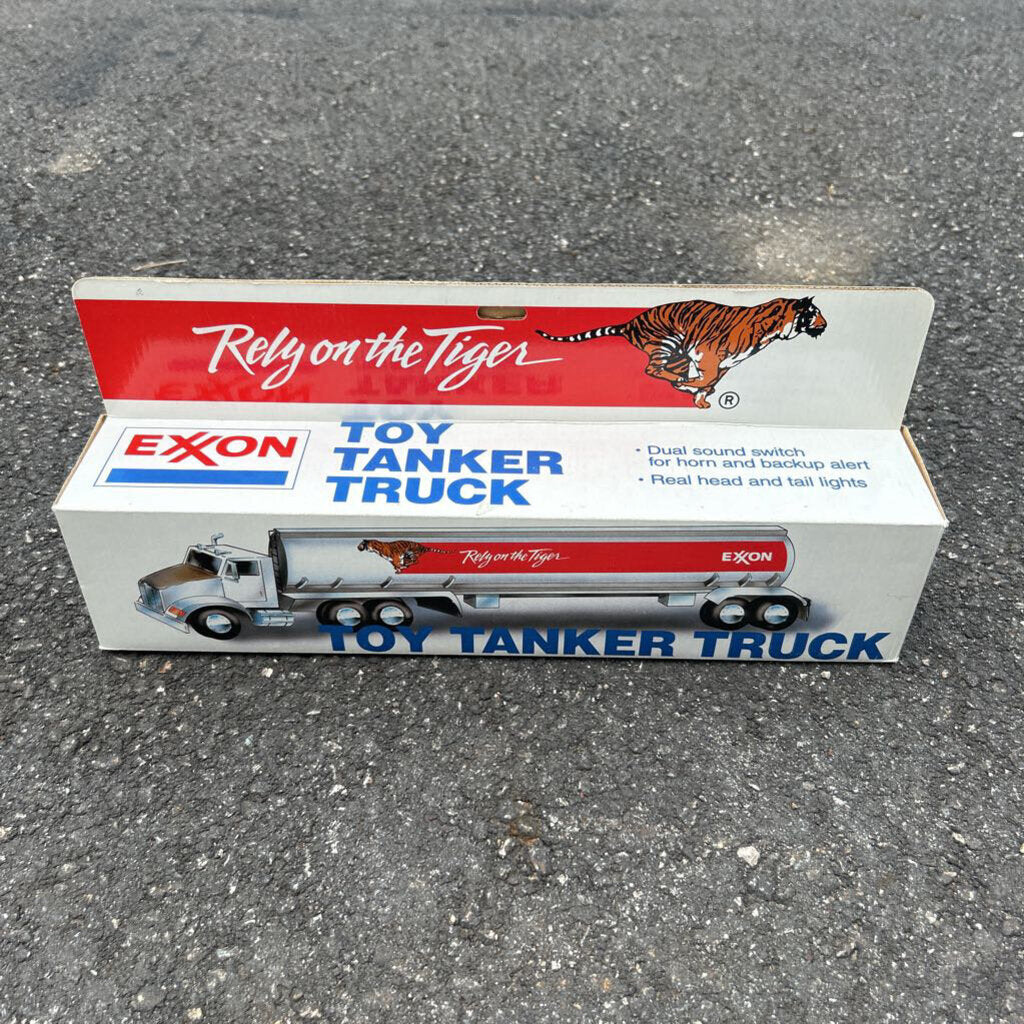 Rely on the Tiger
®
EXXON
TOY
TANKER
TRUCK
• Dual sound switch
for horn and backup alert
• Real head and tail lights
Rely on the Tiger
EXXON
TOY TANKER TRUCK